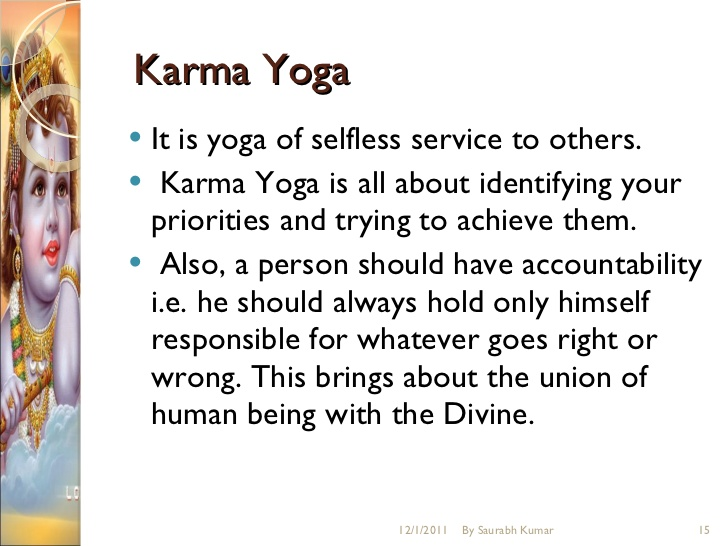 Karma Yoga
• It is yoga of selfless service to others.
• Karma Yoga is all about identifying your
priorities and trying to achieve them.
• Also, a person should have accountability
i.e. he should always hold only himself
responsible for whatever goes right or
wrong. This brings about the union of
human being with the Divine.
12/1/2011 By Saurabh Kumar 15